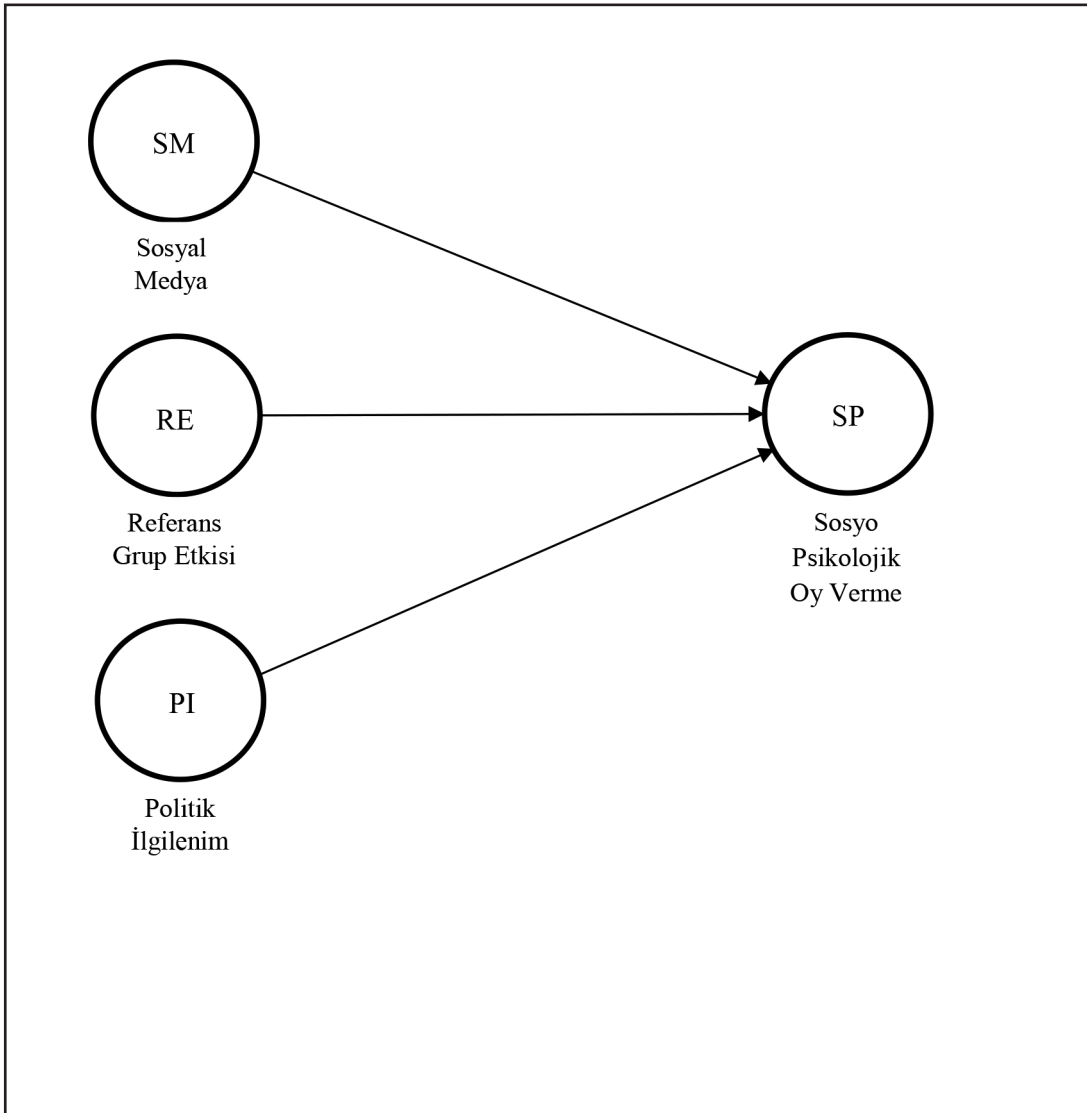 SM
Sosyal
Medya
RE
Referans
Grup Etkisi
PI
Politik
İlgilenim
SP
Sosyo
Psikolojik
Oy Verme